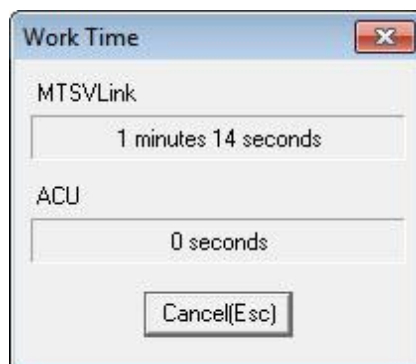 Work Time
MTSVLink
1 minutes 14 seconds
ACU
0 seconds
Cancel(Esc)